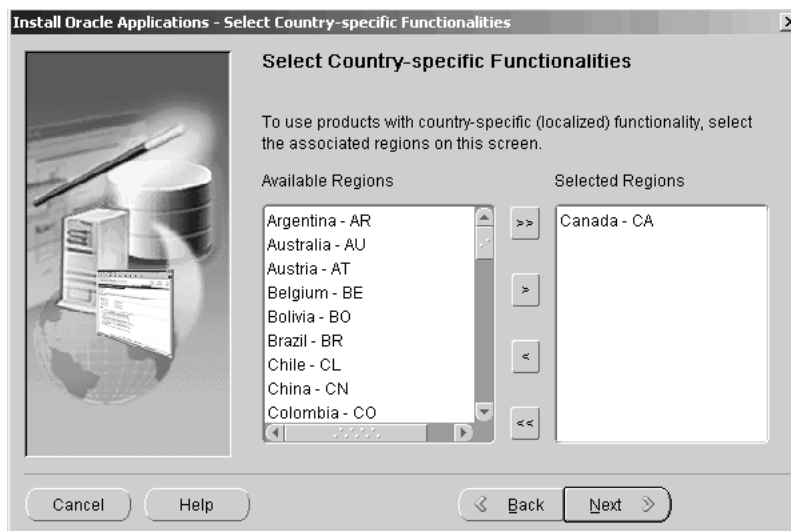 Install Oracle Applications - Select Country-specific Functionalities
Select Country-specific Functionalities
To use products with country-specific (localized) functionality, select
the associated regions on this screen.
Available Regions
Argentina - AR
Australia - AU
Austria - AT
Belgium - BE
Bolivia - BO
Brazil - BR
Chile - CL
China - CN
Colombia - CO
>>
>
<
<<
Selected Regions
Canada - CA
Cancel
Help
Back
Next